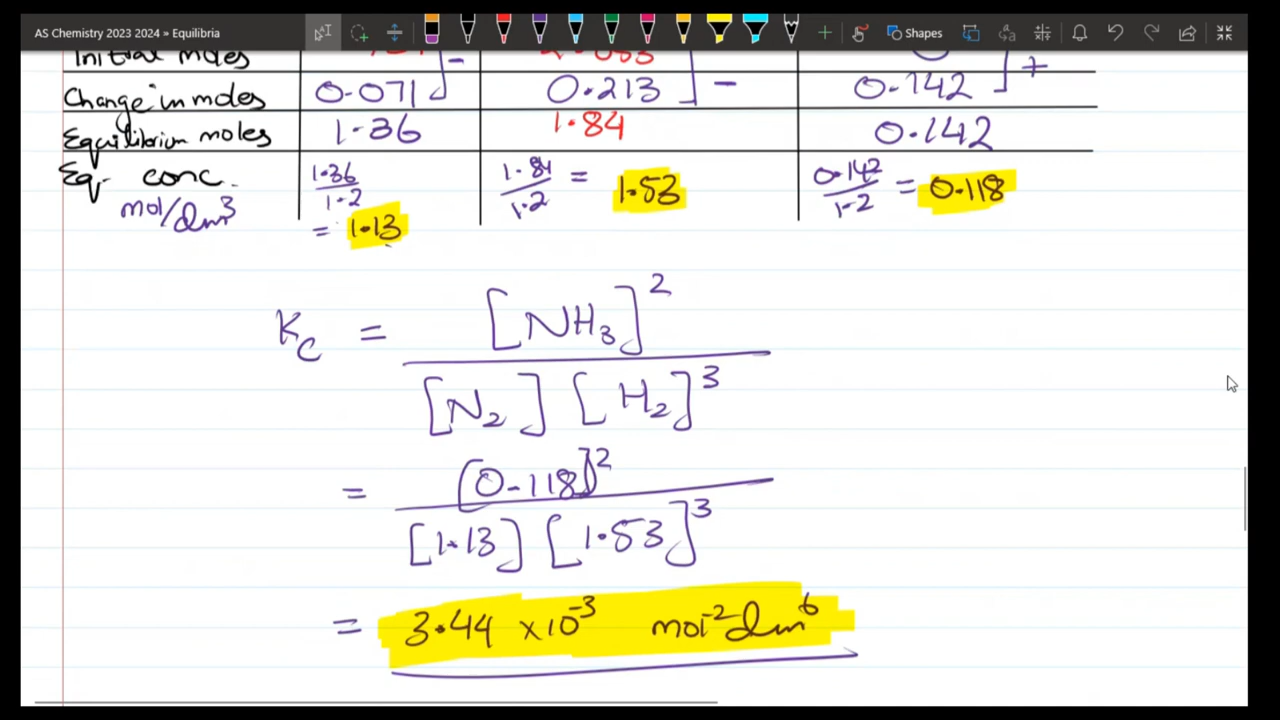 AS Chemistry 2023 2024 » Equilibria Shapes
Initial moles
Change in moles 0.071 - 0.213 - 0.142 +
Equilibrium moles 1.36 1.84 0.142
Eq. conc. 1.36/1.2 1.84/1.2 = 1.53 0.142/1.2 = 0.118
mol/dm³ = 1.13
Kc = [NH₃]²
[N₂] [H₂]³
= [0.118]²
[1.13] [1.53]³
= 3.44 ×10⁻³ mol⁻² dm⁶